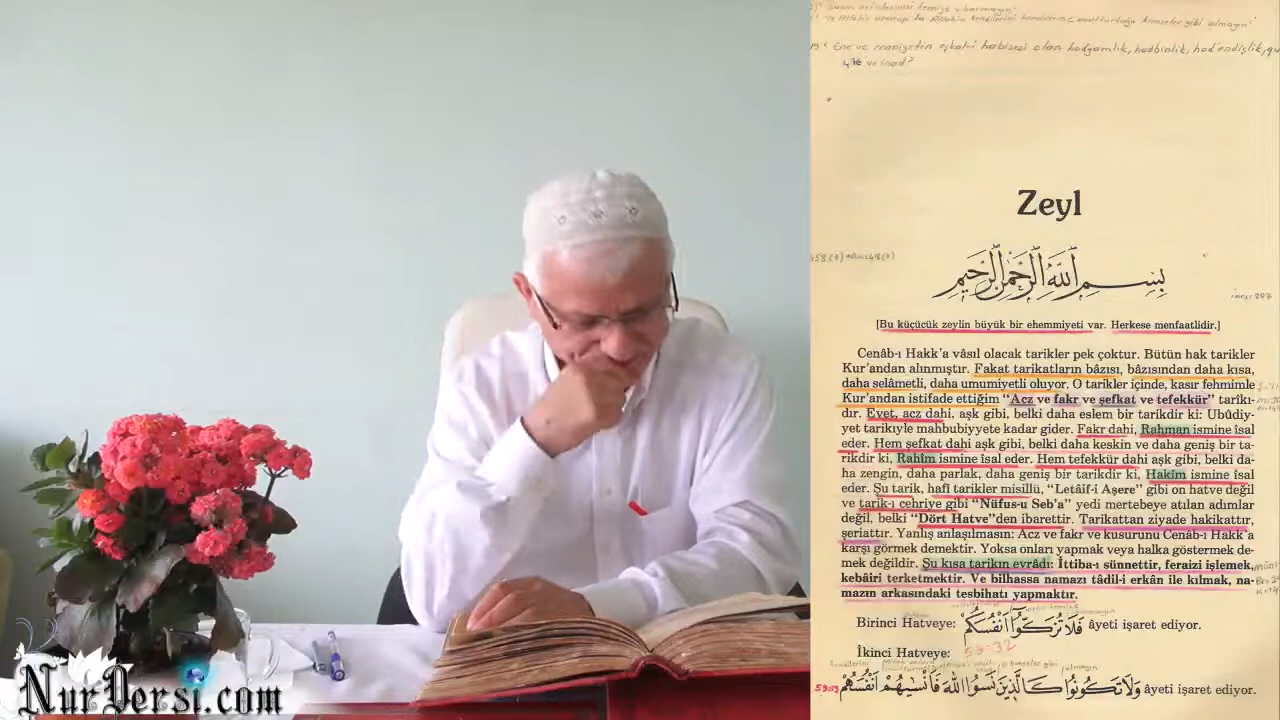 Zeyl
بِسْمِ اللّٰهِ الرَّحْمٰنِ الرَّحِيمِ
[Bu küçücük zeylin büyük bir ehemmiyeti var. Herkese menfaatlidir.]
Cenâb-ı Hakk'a vâsıl olacak tarikler pek çoktur. Bütün hak tarikler
Kur'andan alınmıştır. Fakat tarikatların bâzısı, bâzısından daha kısa,
daha selâmetli, daha umumiyetli oluyor. O tarikler içinde, kasır fehmimle
Kur'andan istifade ettiğim "Acz ve fakr ve şefkat ve tefekkür" tarikı-
dır. Evet, acz dahi, aşk gibi, belki daha eslem bir tarikdir ki: Ubûdiy-
yet tarikıyle mahbubiyyete kadar gider. Fakr dahi, Rahman ismine îsal
eder. Hem şefkat dahi aşk gibi, belki daha keskin ve daha geniş bir ta-
rikdir ki, Rahîm ismine îsal eder. Hem tefekkür dahi aşk gibi, belki da-
ha zengin, daha parlak, daha geniş bir tarikdir ki, Hakîm ismine îsal
eder. Şu tarik, hafî tarikler misillü, "Letâif-i Aşere" gibi on hatve değil
ve tarik-ı cehriye gibi "Nüfus-u Seb'a" yedi mertebeye atılan adımlar
değil, belki "Dört Hatve"den ibarettir. Tarikattan ziyade hakikattır,
şeriattır. Yanlış anlaşılmasın: Acz ve fakr ve kusurunu Cenâb-ı Hakk'a
karşı görmek demektir. Yoksa onları yapmak veya halka göstermek de-
mek değildir. Şu kısa tarikın evrâdı: İttiba-ı sünnettir, feraizi işlemek,
kebâiri terketmektir. Ve bilhassa namazı tâdil-i erkân ile kılmak, na-
mazın arkasındaki tesbihatı yapmaktır.
Birinci Hatveye: فَلَا تُزَكُّوٓا اَنْفُسَكُمْ âyeti işaret ediyor.
İkinci Hatveye: 53-32
59:19 وَلَا تَكُونُوا كَالَّذِينَ نَسُوا اللّٰهَ فَاَنْسٰيهُمْ اَنْفُسَهُمْ âyeti işaret ediyor.
NurDersi.com